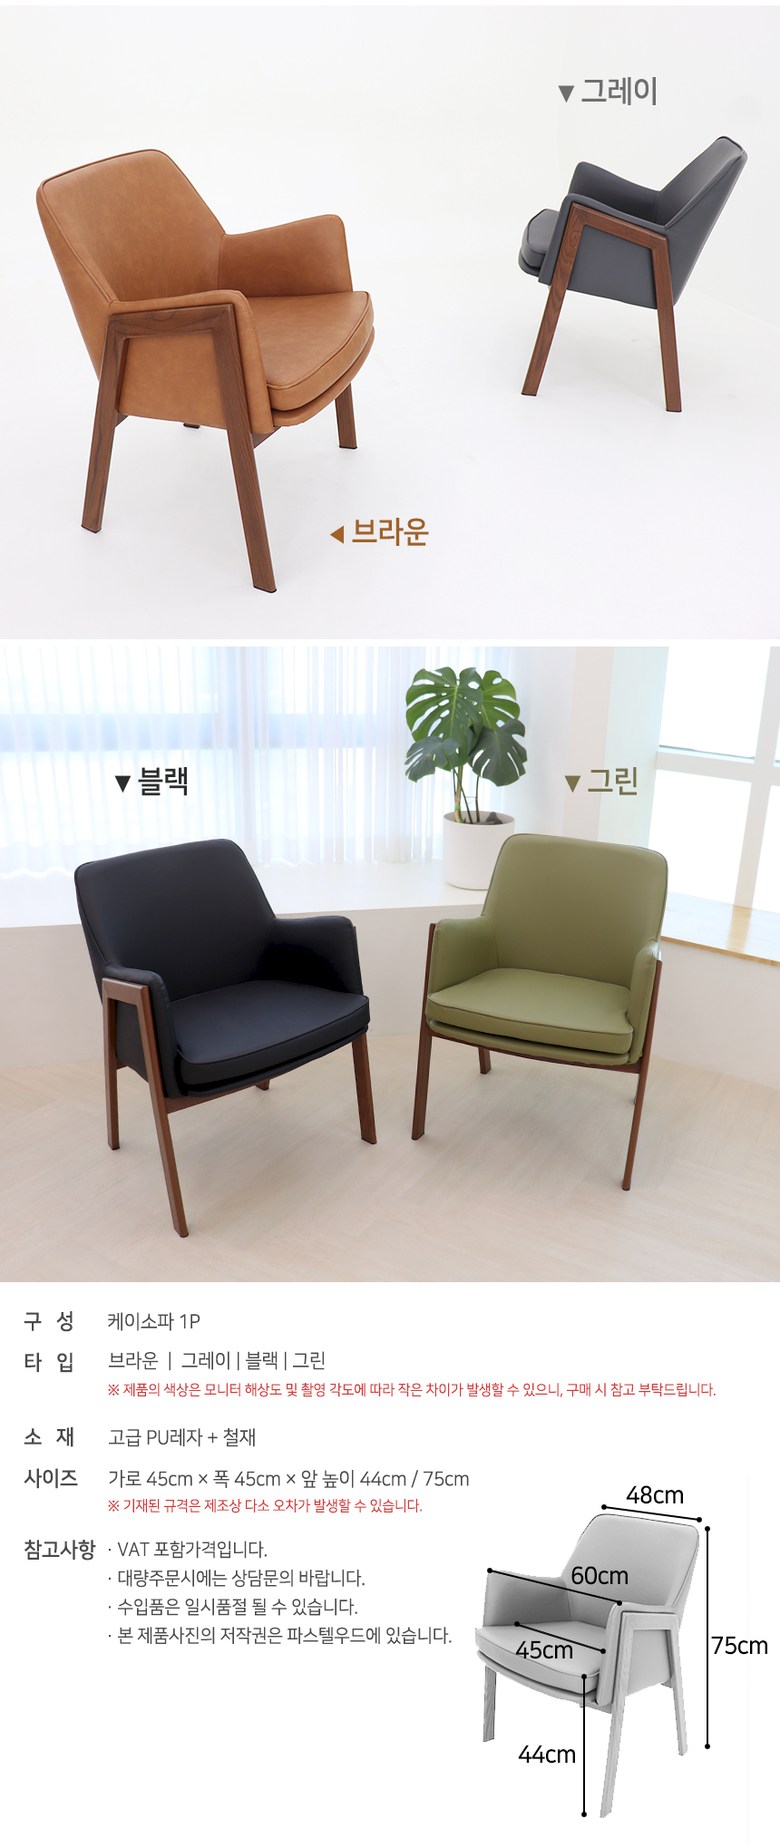 ▼ 그레이
◀ 브라운
▼ 블랙
▼ 그린
구 성 케이소파 1P
타 입 브라운 | 그레이 | 블랙 | 그린
※ 제품의 색상은 모니터 해상도 및 촬영 각도에 따라 작은 차이가 발생할 수 있으니, 구매 시 참고 부탁드립니다.
소 재 고급 PU레자 + 철재
사이즈 가로 45cm × 폭 45cm × 앞 높이 44cm / 75cm
※ 기재된 규격은 제조상 다소 오차가 발생할 수 있습니다.
참고사항 · VAT 포함가격입니다.
· 대량주문시에는 상담문의 바랍니다.
· 수입품은 일시품절 될 수 있습니다.
· 본 제품사진의 저작권은 파스텔우드에 있습니다.
48cm
60cm
45cm
75cm
44cm